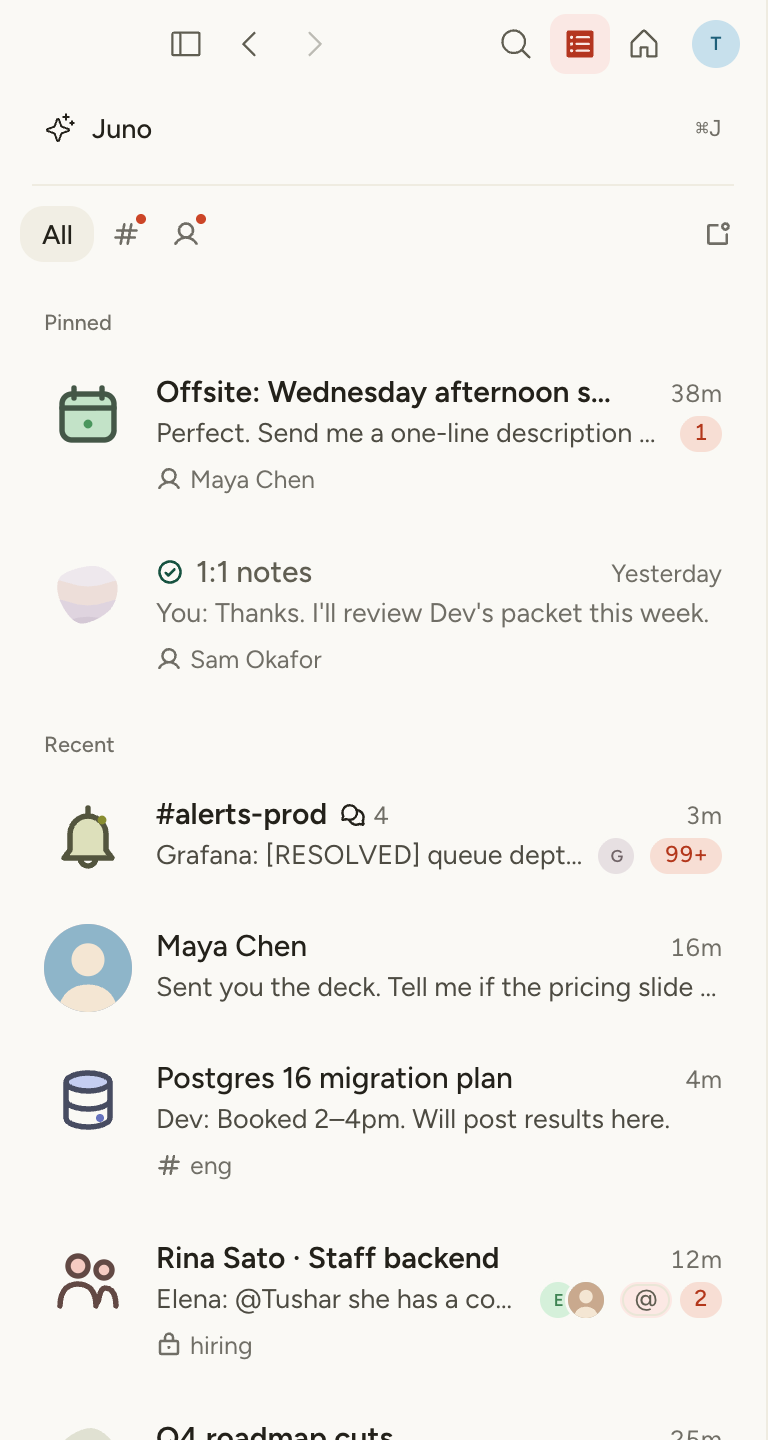 T
Juno ⌘J
All
Pinned
Offsite: Wednesday afternoon s... 38m
Perfect. Send me a one-line description ... 1
Maya Chen
1:1 notes Yesterday
You: Thanks. I'll review Dev's packet this week.
Sam Okafor
Recent
#alerts-prod 4 3m
Grafana: [RESOLVED] queue dept... G 99+
Maya Chen 16m
Sent you the deck. Tell me if the pricing slide ...
Postgres 16 migration plan 4m
Dev: Booked 2–4pm. Will post results here.
# eng
Rina Sato · Staff backend 12m
Elena: @Tushar she has a co... E @ 2
hiring
Q4 roadmap cuts 25m